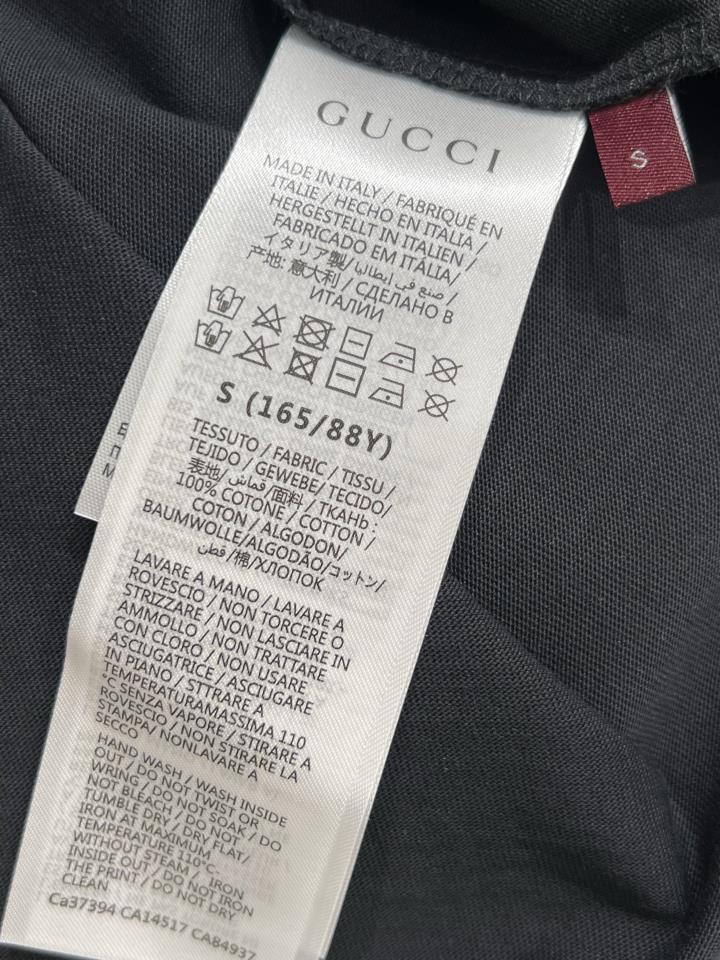 GUCCI
S
MADE IN ITALY / FABRIQUÉ EN
ITALIE / HECHO EN ITALIA /
HERGESTELLT IN ITALIEN /
FABRICADO EM ITÁLIA/
イタリア製/صنع في إيطاليا /
产地: 意大利 / СДЕЛАНО В
ИТАЛИИ
S (165/88Y)
TESSUTO / FABRIC / TISSU /
TEJIDO / GEWEBE/ TECIDO/
表地/ قماش /面料/ ТКАНЬ :
100% COTONE / COTTON /
COTON / ALGODON/
BAUMWOLLE/ALGODÃO/コットン/
قطن/棉/ХЛОПОК
LAVARE A MANO / LAVARE A
ROVESCIO / NON TORCERE O
STRIZZARE / NON LASCIARE IN
AMMOLLO / NON TRATTARE
CON CLORO / NON USARE
ASCIUGATRICE / ASCIUGARE
IN PIANO / STTRARE A
TEMPERATURAMASSIMA 110
°C SENZA VAPORE / STIRARE A
ROVESCIO / NON STIRARE LA
STAMPA/ NONLAVARE A
SECCO
HAND WASH / WASH INSIDE
OUT / DO NOT TWIST OR
WRING / DO NOT SOAK / DO
NOT BLEACH / DO NOT
TUMBLE DRY / DRY FLAT/
IRON AT MAXIMUM
TEMPERATURE 110°C-
WITHOUT STEAM / IRON
INSIDE OUT / DO NOT IRON
THE PRINT / DO NOT DRY
CLEAN
Ca37394 CA14517 CA84937